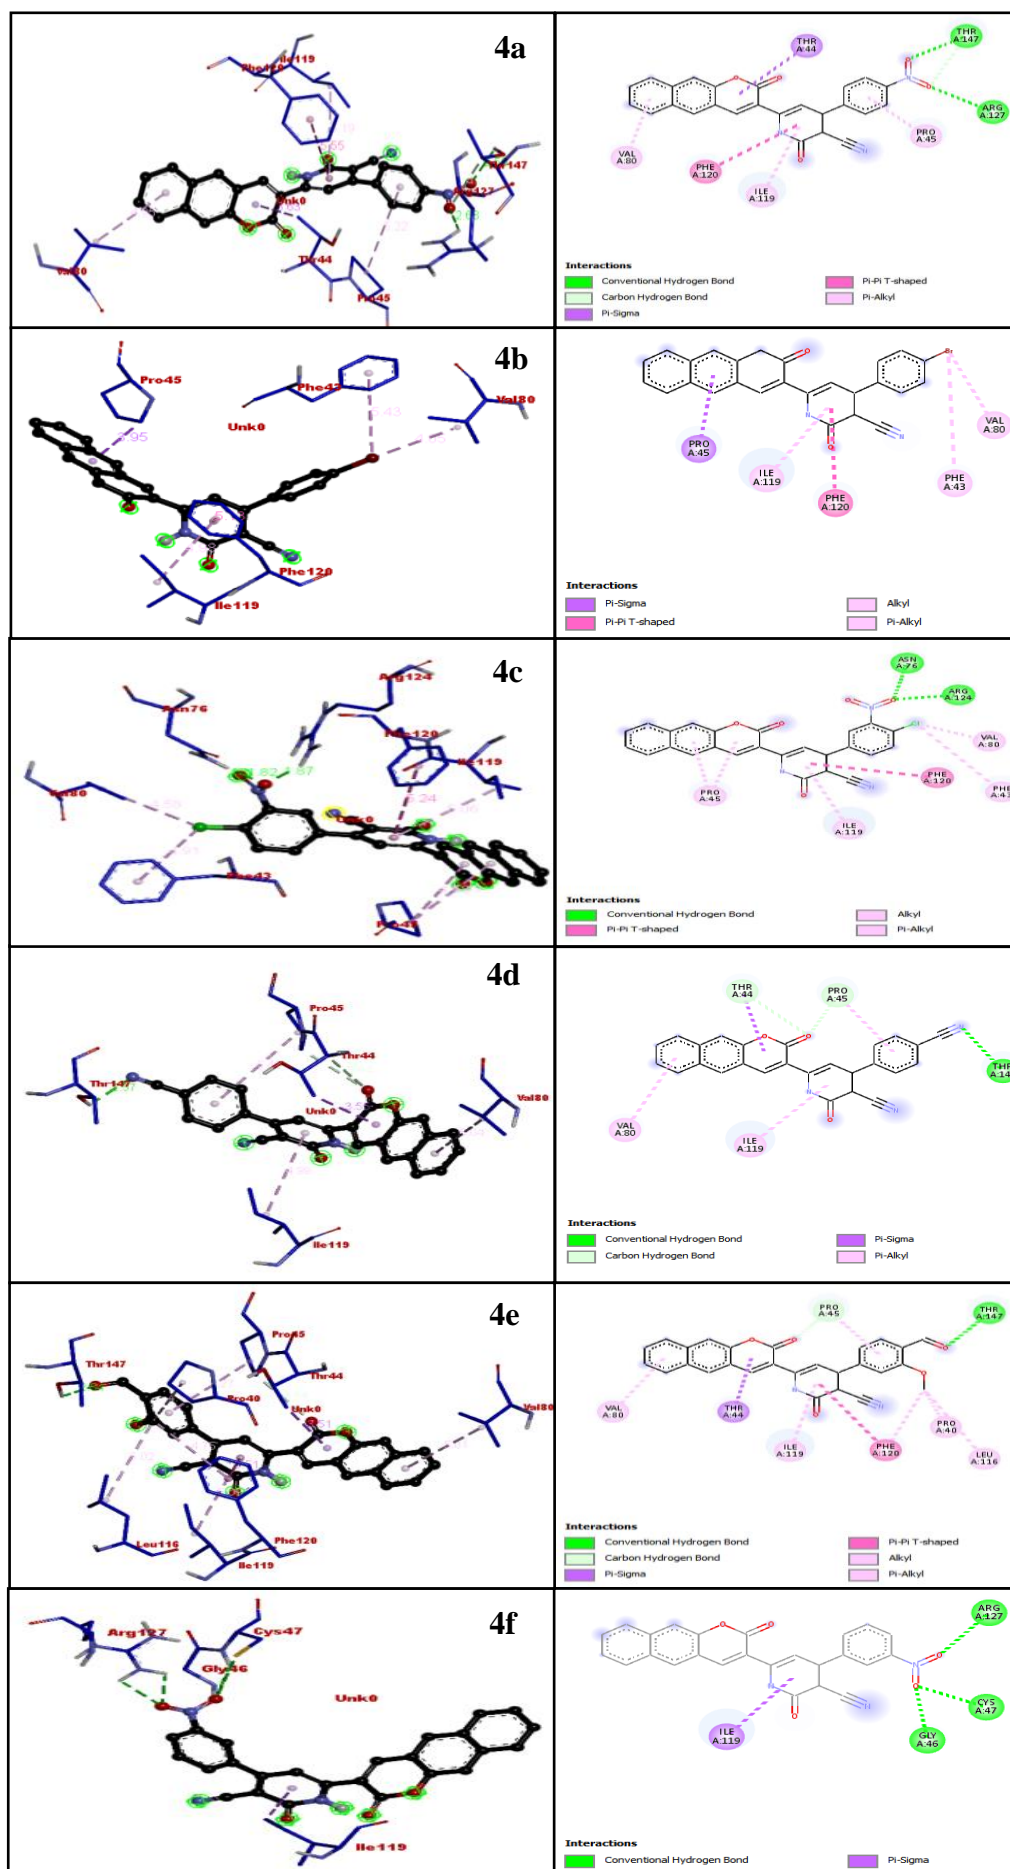 4a
Ile119
Phe120
Unk0
Thr44
Pro45
Val80
THR
A:44
THR
A:147
ARG
A:127
PRO
A:45
VAL
A:80
PHE
A:120
ILE
A:119
Interactions
Conventional Hydrogen Bond
Carbon Hydrogen Bond
Pi-Sigma
Pi-Pi T-shaped
Pi-Alkyl
4b
Pro45
Phe43
Val80
Unk0
3.95
5.43
Phe120
Ile119
Br
PRO
A:45
ILE
A:119
PHE
A:120
VAL
A:80
PHE
A:43
Interactions
Pi-Sigma
Pi-Pi T-shaped
Alkyl
Pi-Alkyl
4c
Arg124
Asn76
Phe120
Ile119
Val80
Unk0
Phe43
Pro45
ASN
A:76
ARG
A:124
VAL
A:80
PHE
A:120
PRO
A:45
ILE
A:119
Interactions
Conventional Hydrogen Bond
Pi-Pi T-shaped
Alkyl
Pi-Alkyl
4d
Pro45
Thr44
Thr147
Unk0
Val80
Ile119
THR
A:44
PRO
A:45
VAL
A:80
ILE
A:119
Interactions
Conventional Hydrogen Bond
Carbon Hydrogen Bond
Pi-Sigma
Pi-Alkyl
4e
Pro45
Thr147
Thr44
Pro40
Unk0
Val80
Leu116
Phe120
Ile119
PRO
A:45
THR
A:147
VAL
A:80
THR
A:44
ILE
A:119
PHE
A:120
PRO
A:40
LEU
A:116
Interactions
Conventional Hydrogen Bond
Carbon Hydrogen Bond
Pi-Sigma
Pi-Pi T-shaped
Alkyl
Pi-Alkyl
4f
Arg127
Cys47
Gly46
Unk0
Ile119
ARG
A:127
CYS
A:47
GLY
A:46
ILE
A:119
Interactions
Conventional Hydrogen Bond
Pi-Sigma